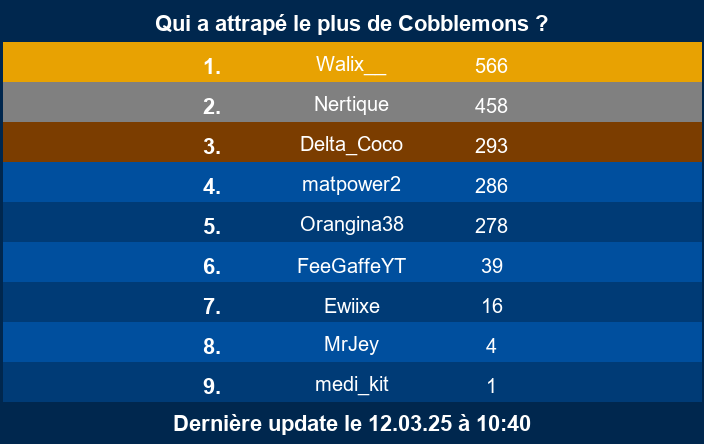 Qui a attrapé le plus de Cobblemons ?
1. Walix__ 566
2. Nertique 458
3. Delta_Coco 293
4. matpower2 286
5. Orangina38 278
6. FeeGaffeYT 39
7. Ewiixe 16
8. MrJey 4
9. medi_kit 1
Dernière update le 12.03.25 à 10:40